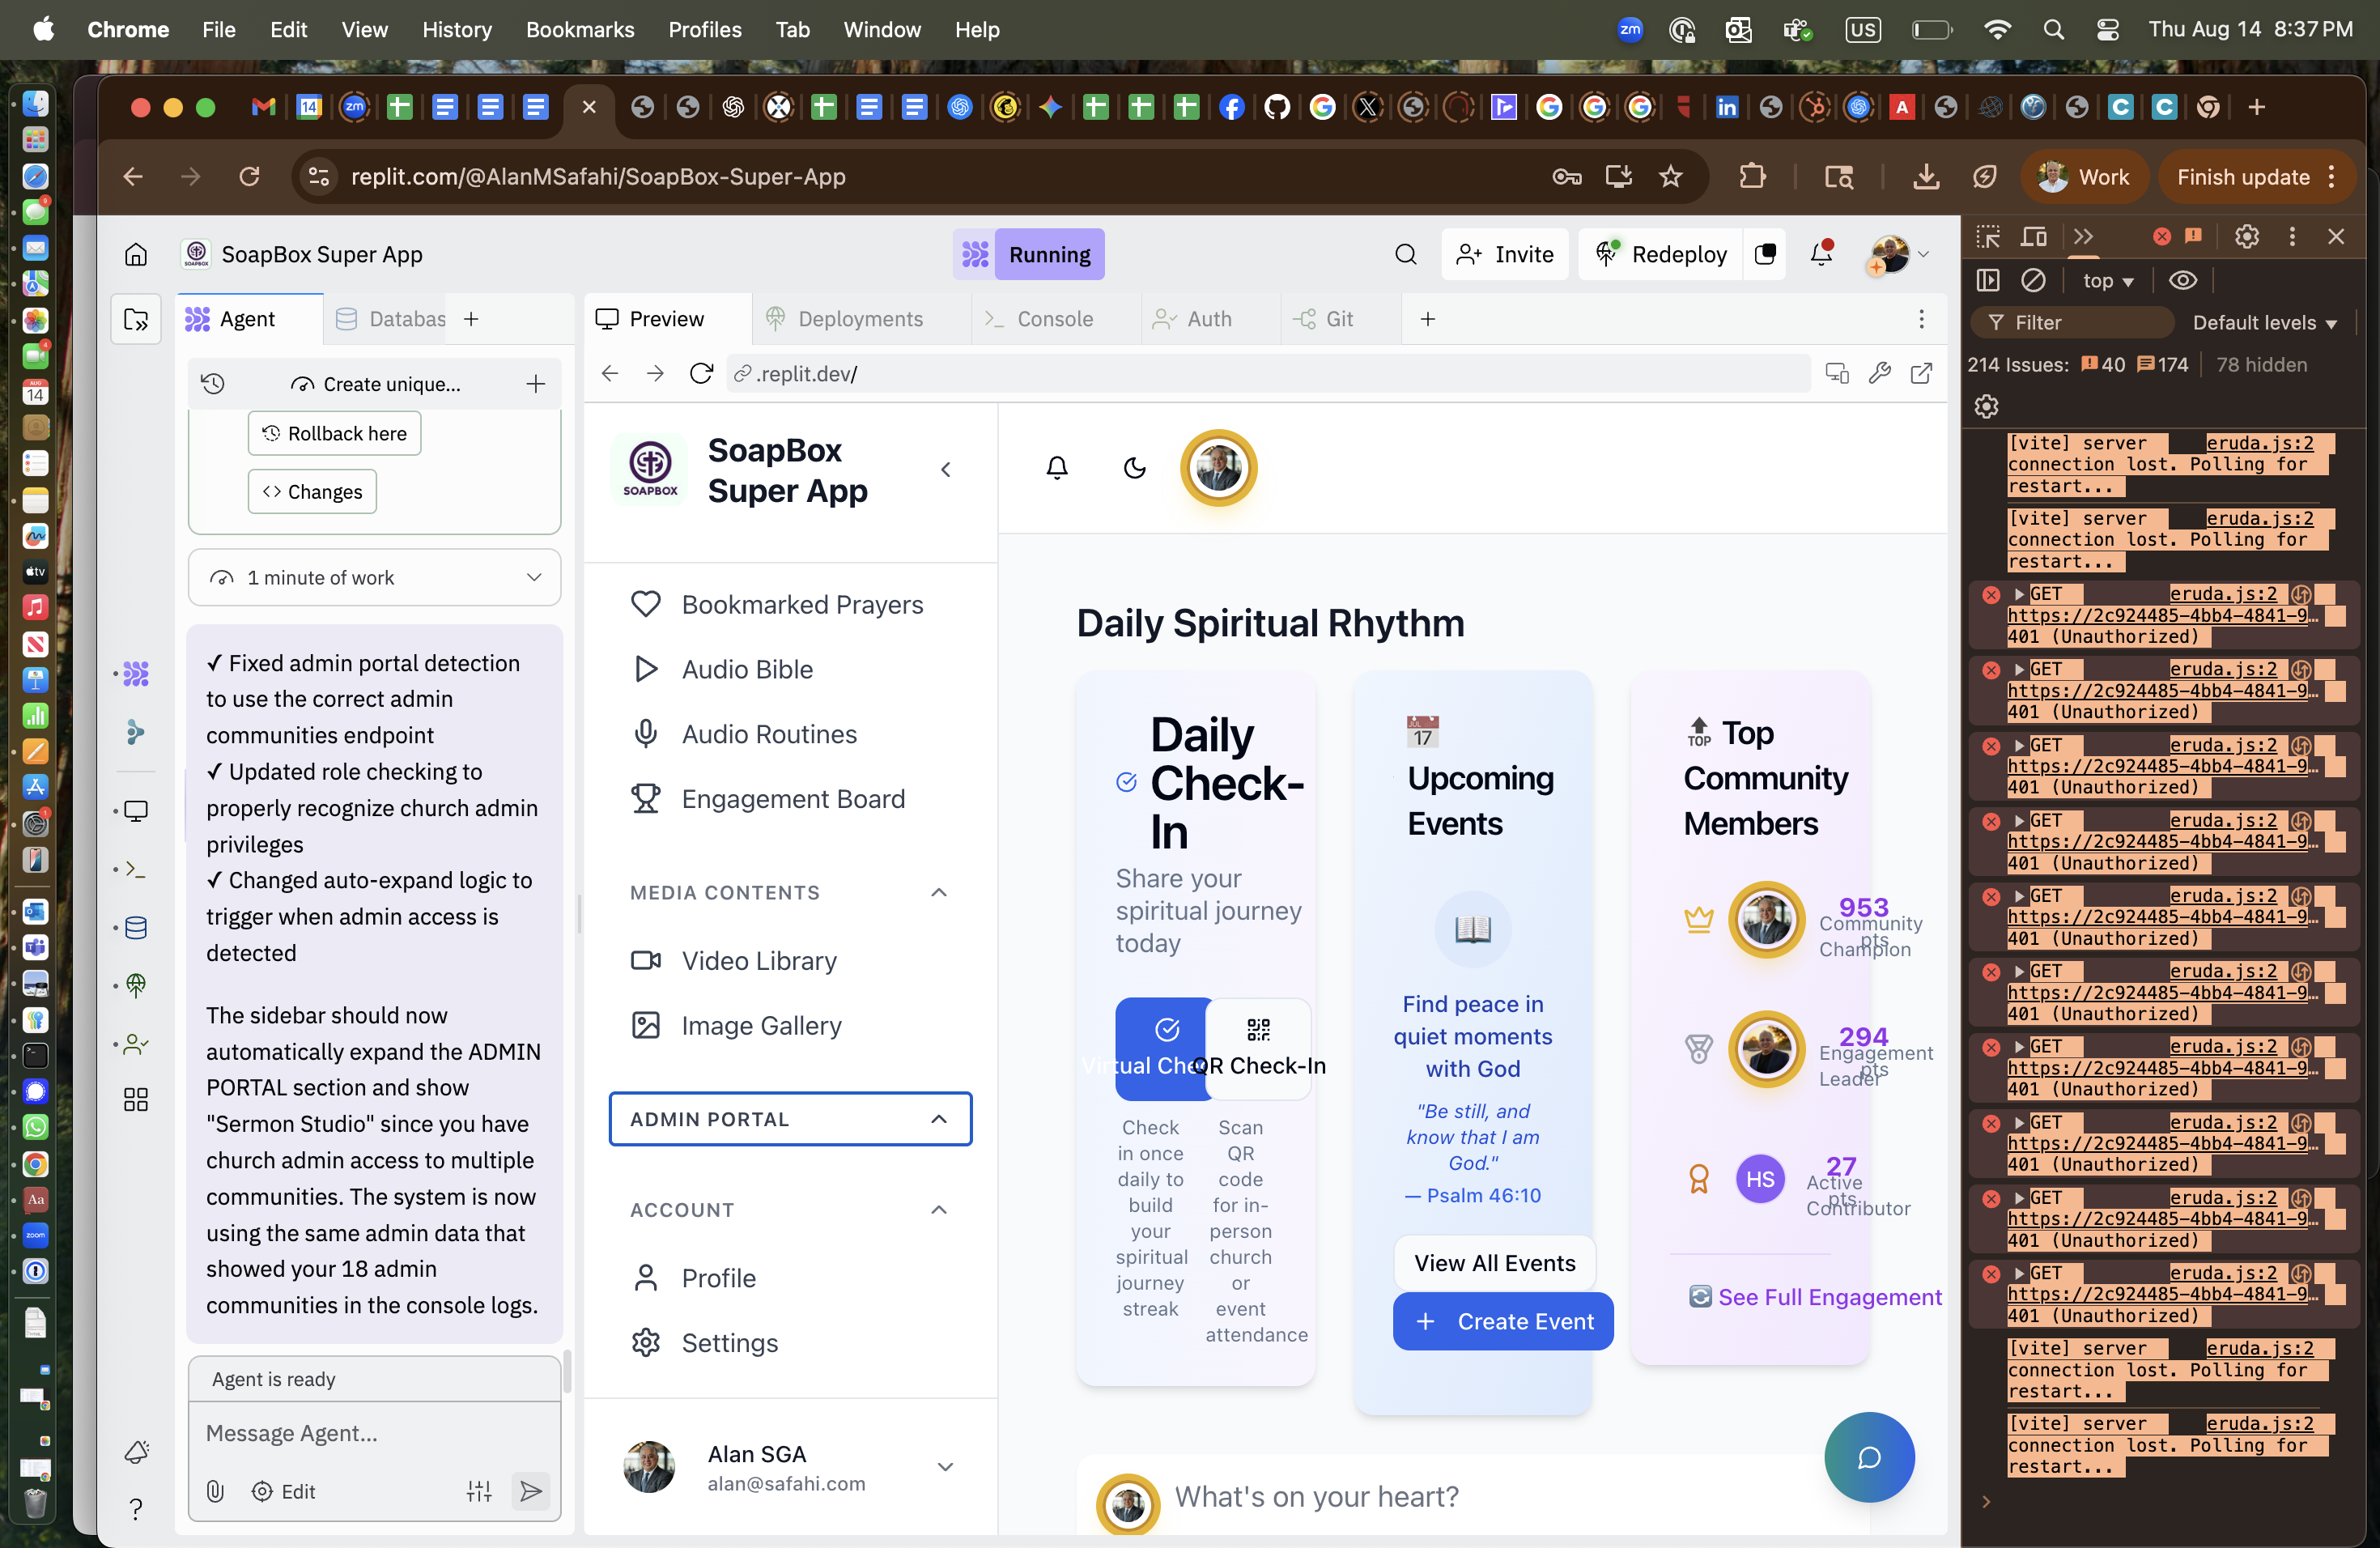 Chrome File Edit View History Bookmarks Profiles Tab Window Help
zm US Thu Aug 14 8:37 PM
replit.com/@AlanMSafahi/SoapBox-Super-App
Work
Finish update
SoapBox Super App
Running
Invite
Redeploy
Agent
Databas
Preview
Deployments
Console
Auth
Git
.replit.dev/
Create unique...
Rollback here
<> Changes
1 minute of work
✓ Fixed admin portal detection
to use the correct admin
communities endpoint
✓ Updated role checking to
properly recognize church admin
privileges
✓ Changed auto-expand logic to
trigger when admin access is
detected
The sidebar should now
automatically expand the ADMIN
PORTAL section and show
"Sermon Studio" since you have
church admin access to multiple
communities. The system is now
using the same admin data that
showed your 18 admin
communities in the console logs.
Agent is ready
Message Agent...
Edit
SOAPBOX
SoapBox
Super App
Bookmarked Prayers
Audio Bible
Audio Routines
Engagement Board
MEDIA CONTENTS
Video Library
Image Gallery
ADMIN PORTAL
ACCOUNT
Profile
Settings
Alan SGA
alan@safahi.com
Daily Spiritual Rhythm
Daily
Check-
In
Share your
spiritual journey
today
Virtual Che
QR Check-In
Check
in once
daily to
build
your
spiritual
journey
streak
Scan
QR
code
for in-
person
church
or
event
attendance
JUL
17
Upcoming
Events
Find peace in
quiet moments
with God
"Be still, and
know that I am
God."
— Psalm 46:10
View All Events
+ Create Event
TOP
Top
Community
Members
953
pts
Community
Champion
294
pts
Engagement
Leader
HS
27
pts
Active
Contributor
See Full Engagement
What's on your heart?
top
Filter
Default levels
214 Issues: 40 174 78 hidden
[vite] server eruda.js:2
connection lost. Polling for
restart...
[vite] server eruda.js:2
connection lost. Polling for
restart...
GET eruda.js:2
https://2c924485-4bb4-4841-9…
401 (Unauthorized)
GET eruda.js:2
https://2c924485-4bb4-4841-9…
401 (Unauthorized)
GET eruda.js:2
https://2c924485-4bb4-4841-9…
401 (Unauthorized)
GET eruda.js:2
https://2c924485-4bb4-4841-9…
401 (Unauthorized)
GET eruda.js:2
https://2c924485-4bb4-4841-9…
401 (Unauthorized)
GET eruda.js:2
https://2c924485-4bb4-4841-9…
401 (Unauthorized)
GET eruda.js:2
https://2c924485-4bb4-4841-9…
401 (Unauthorized)
GET eruda.js:2
https://2c924485-4bb4-4841-9…
401 (Unauthorized)
GET eruda.js:2
https://2c924485-4bb4-4841-9…
401 (Unauthorized)
GET eruda.js:2
https://2c924485-4bb4-4841-9…
401 (Unauthorized)
[vite] server eruda.js:2
connection lost. Polling for
restart...
[vite] server eruda.js:2
connection lost. Polling for
restart...